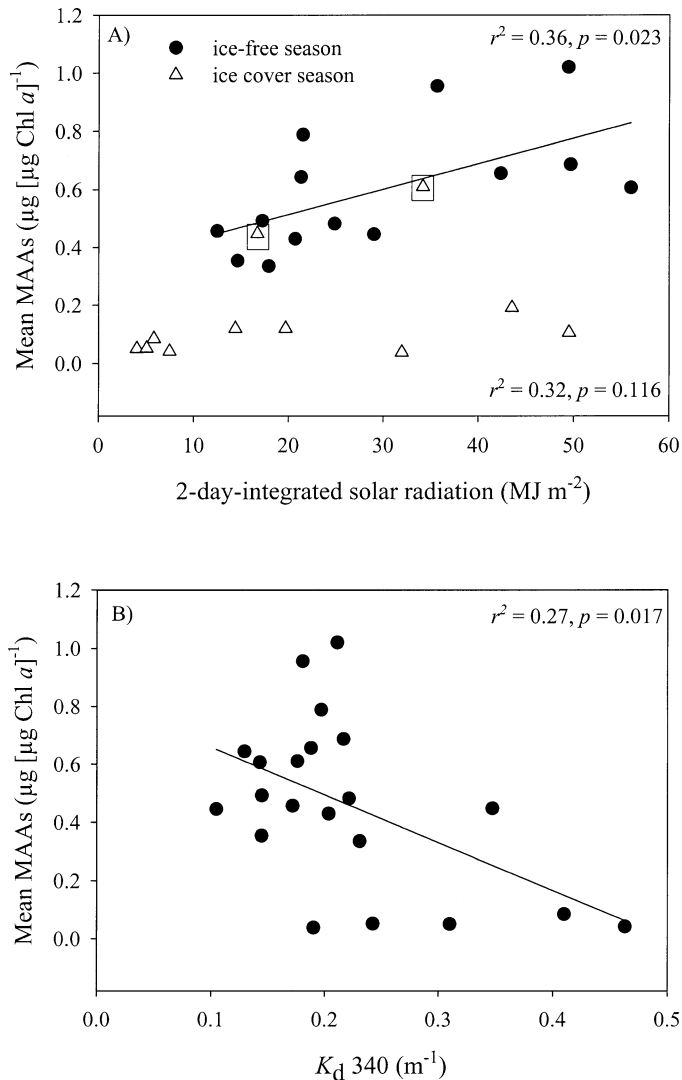 A)
ice-free season
ice cover season
r² = 0.36, p = 0.023
r² = 0.32, p = 0.116
1.2
1.0
0.8
0.6
0.4
0.2
0.0
Mean MAAs (µg [µg Chl a]⁻¹)
0 10 20 30 40 50 60
2-day-integrated solar radiation (MJ m⁻²)
B)
r² = 0.27, p = 0.017
1.2
1.0
0.8
0.6
0.4
0.2
0.0
Mean MAAs (µg [µg Chl a]⁻¹)
0.0 0.1 0.2 0.3 0.4 0.5
Kd 340 (m⁻¹)